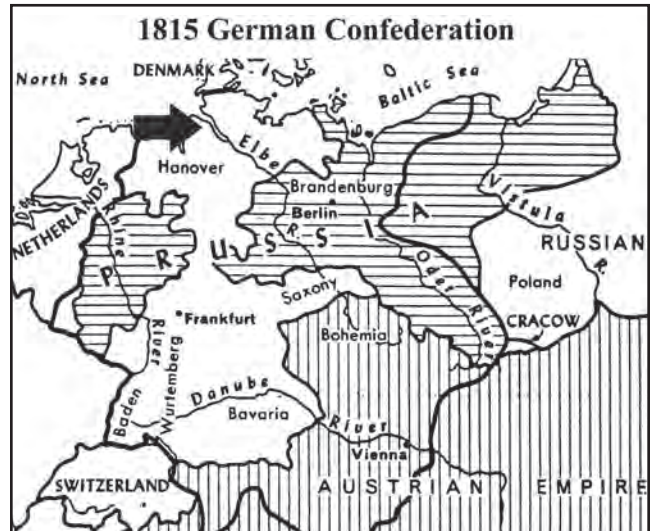 1815 German Confederation
North Sea
DENMARK
Baltic Sea
Elbe
Hanover
Brandenburg
Berlin
Vistula
R.
NETHERLANDS
Rhine
PRUSSIA
R.
RUSSIAN
Oder River
Poland
Saxony
Frankfurt
Bohemia
CRACOW
River
Wurtemberg
Baden
Danube
Bavaria
River
Vienna
SWITZERLAND
AUSTRIAN EMPIRE